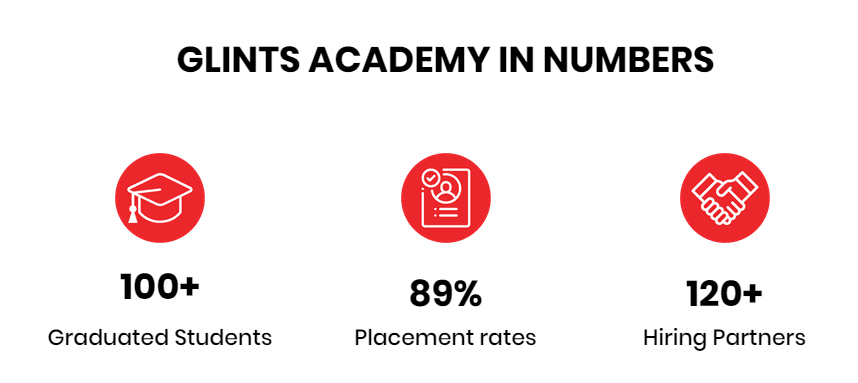 GLINTS ACADEMY IN NUMBERS
100+
Graduated Students
89%
Placement rates
120+
Hiring Partners